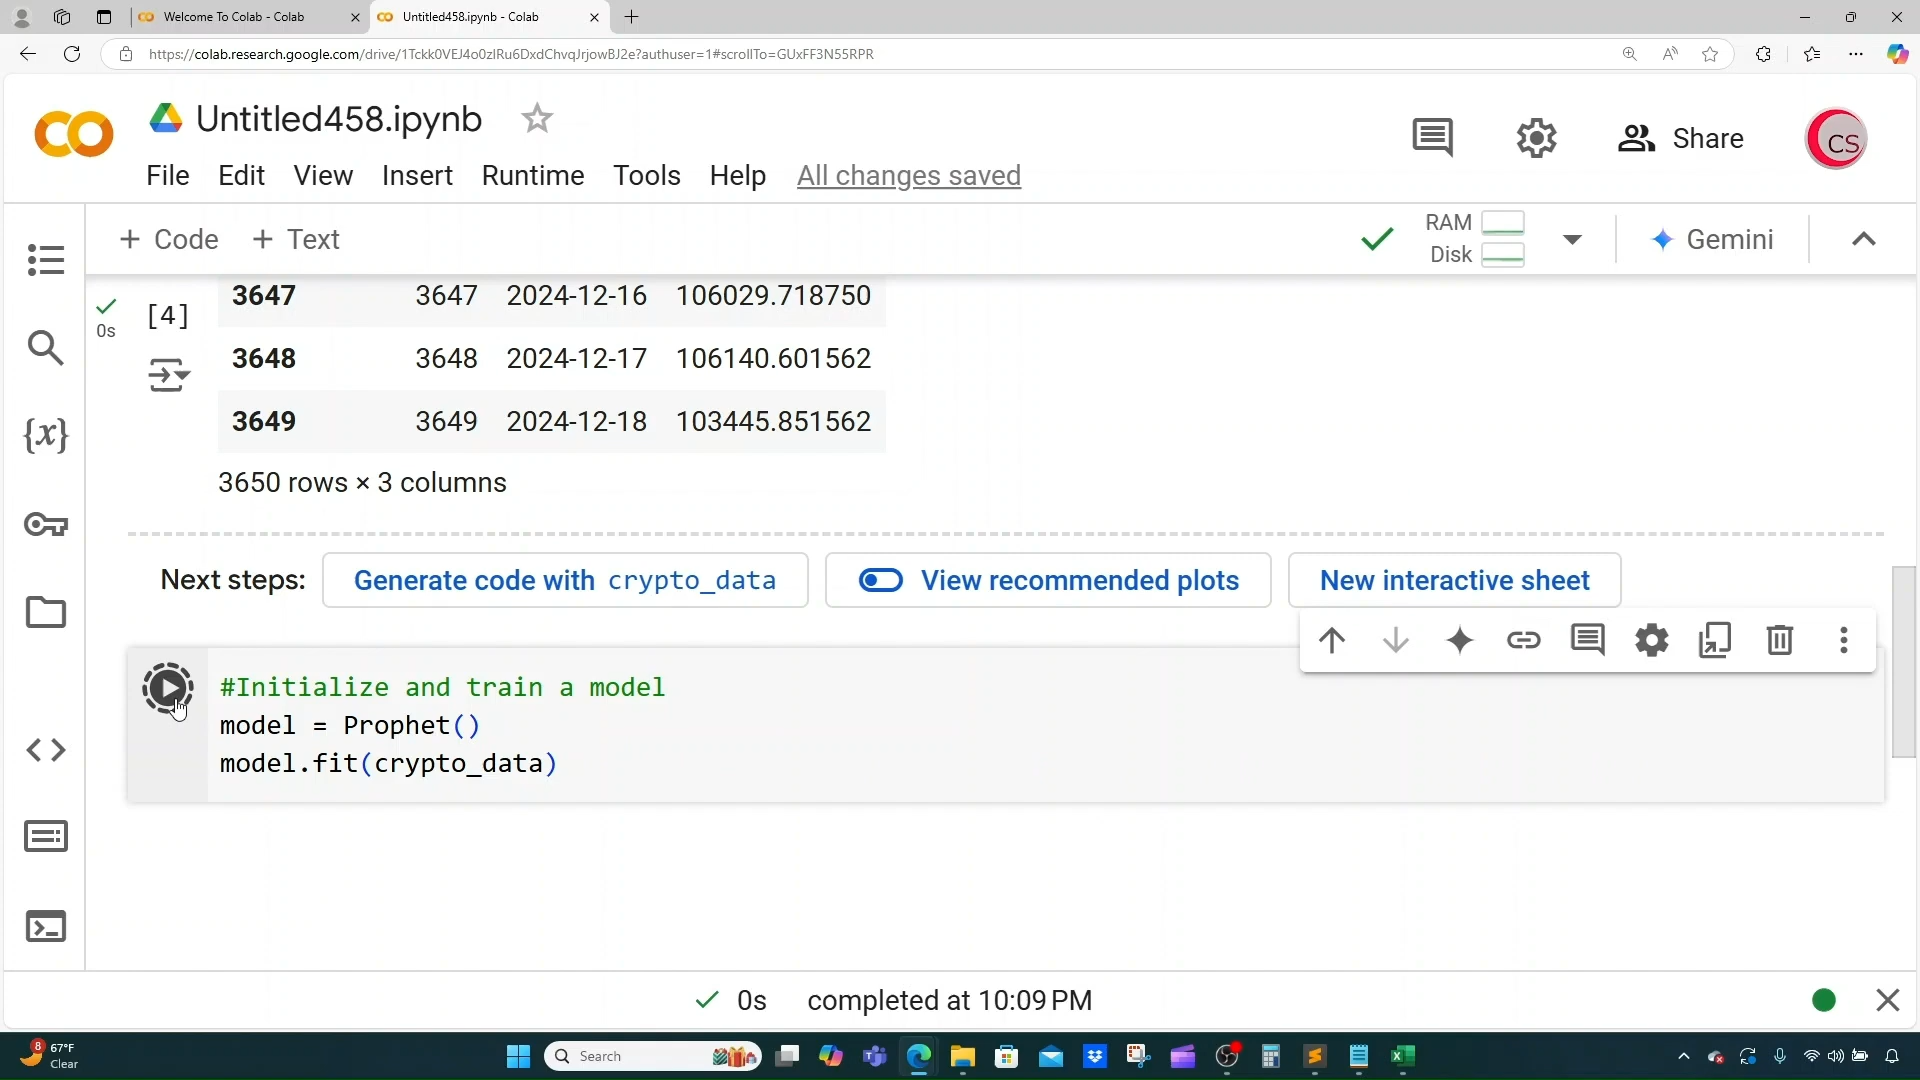 Welcome To Colab - Colab
Untitled458.ipynb - Colab
https://colab.research.google.com/drive/1Tckk0VEJ4o0zlRu6DxdChvqJrjowBJ2e?authuser=1#scrollTo=GUxFF3N55RPR
Untitled458.ipynb
Share
CS
File Edit View Insert Runtime Tools Help All changes saved
+ Code + Text
RAM
Disk
Gemini
3647 3647 2024-12-16 106029.718750
[4]
0s
3648 3648 2024-12-17 106140.601562
{x}
3649 3649 2024-12-18 103445.851562
3650 rows × 3 columns
Next steps: Generate code with crypto_data View recommended plots New interactive sheet
#Initialize and train a model
model = Prophet()
model.fit(crypto_data)
0s completed at 10:09 PM
8
67°F
Clear
Search